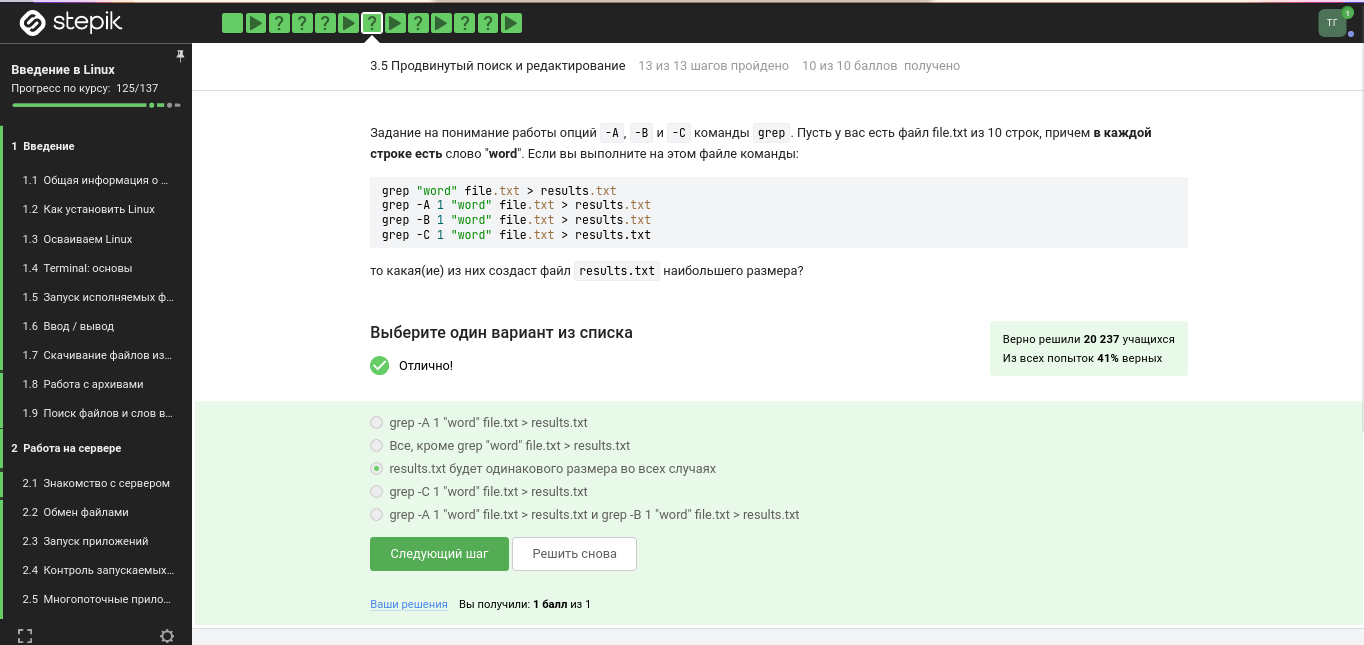 stepik
? ? ? ? ? ? ?
ТГ
1
Введение в Linux
Прогресс по курсу: 125/137
1 Введение
1.1 Общая информация о ...
1.2 Как установить Linux
1.3 Осваиваем Linux
1.4 Terminal: основы
1.5 Запуск исполняемых ф...
1.6 Ввод / вывод
1.7 Скачивание файлов из...
1.8 Работа с архивами
1.9 Поиск файлов и слов в...
2 Работа на сервере
2.1 Знакомство с сервером
2.2 Обмен файлами
2.3 Запуск приложений
2.4 Контроль запускаемых...
2.5 Многопоточные прило...
3.5 Продвинутый поиск и редактирование 13 из 13 шагов пройдено 10 из 10 баллов получено
Задание на понимание работы опций -A, -B и -C команды grep. Пусть у вас есть файл file.txt из 10 строк, причем в каждой
строке есть слово "word". Если вы выполните на этом файле команды:
grep "word" file.txt > results.txt
grep -A 1 "word" file.txt > results.txt
grep -B 1 "word" file.txt > results.txt
grep -C 1 "word" file.txt > results.txt
то какая(ие) из них создаст файл results.txt наибольшего размера?
Выберите один вариант из списка
Отлично!
Верно решили 20 237 учащихся
Из всех попыток 41% верных
grep -A 1 "word" file.txt > results.txt
Все, кроме grep "word" file.txt > results.txt
results.txt будет одинакового размера во всех случаях
grep -C 1 "word" file.txt > results.txt
grep -A 1 "word" file.txt > results.txt и grep -B 1 "word" file.txt > results.txt
Следующий шаг
Решить снова
Ваши решения Вы получили: 1 балл из 1